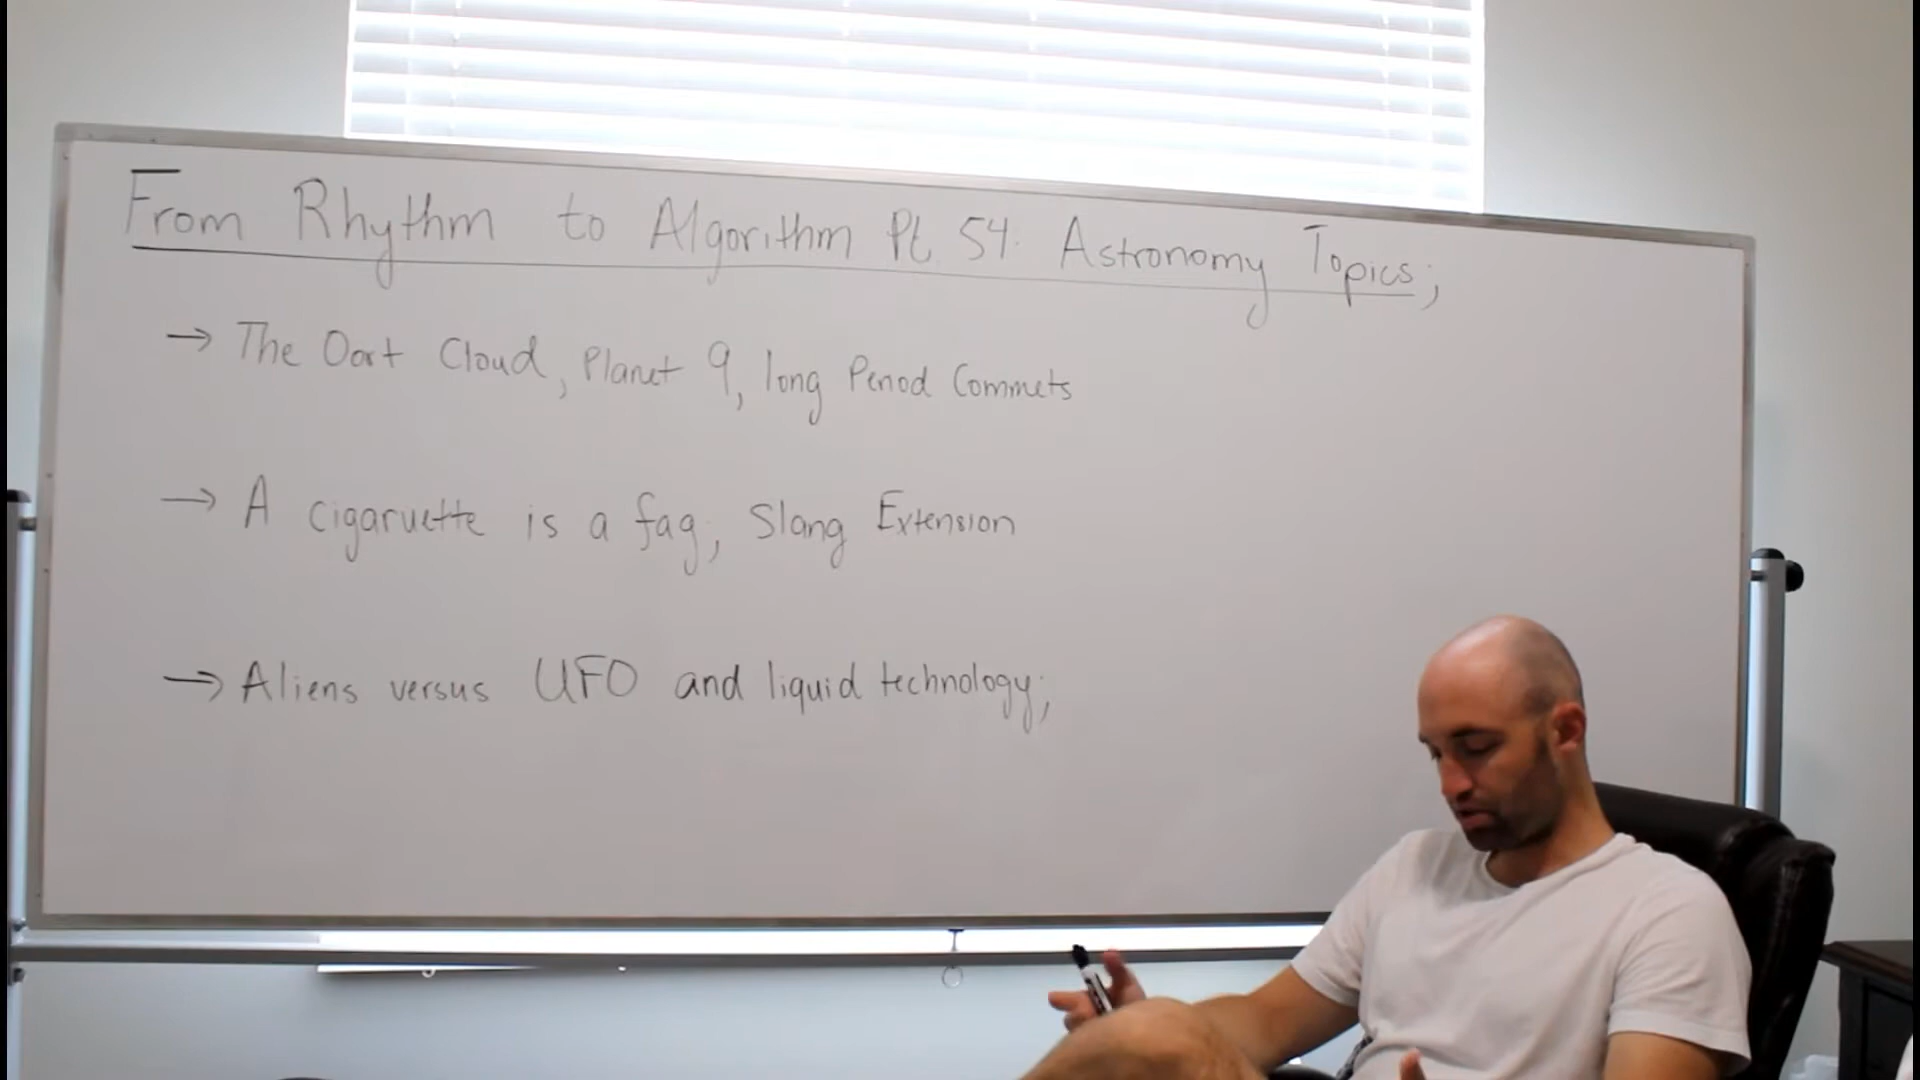 From Rhythm to Algorithm Pt. 54: Astronomy Topics;
→ The Oort Cloud, Planet 9, long Period Commets
→ A cigaruette is a fag; Slang Extension
→ Aliens versus UFO and liquid technology;